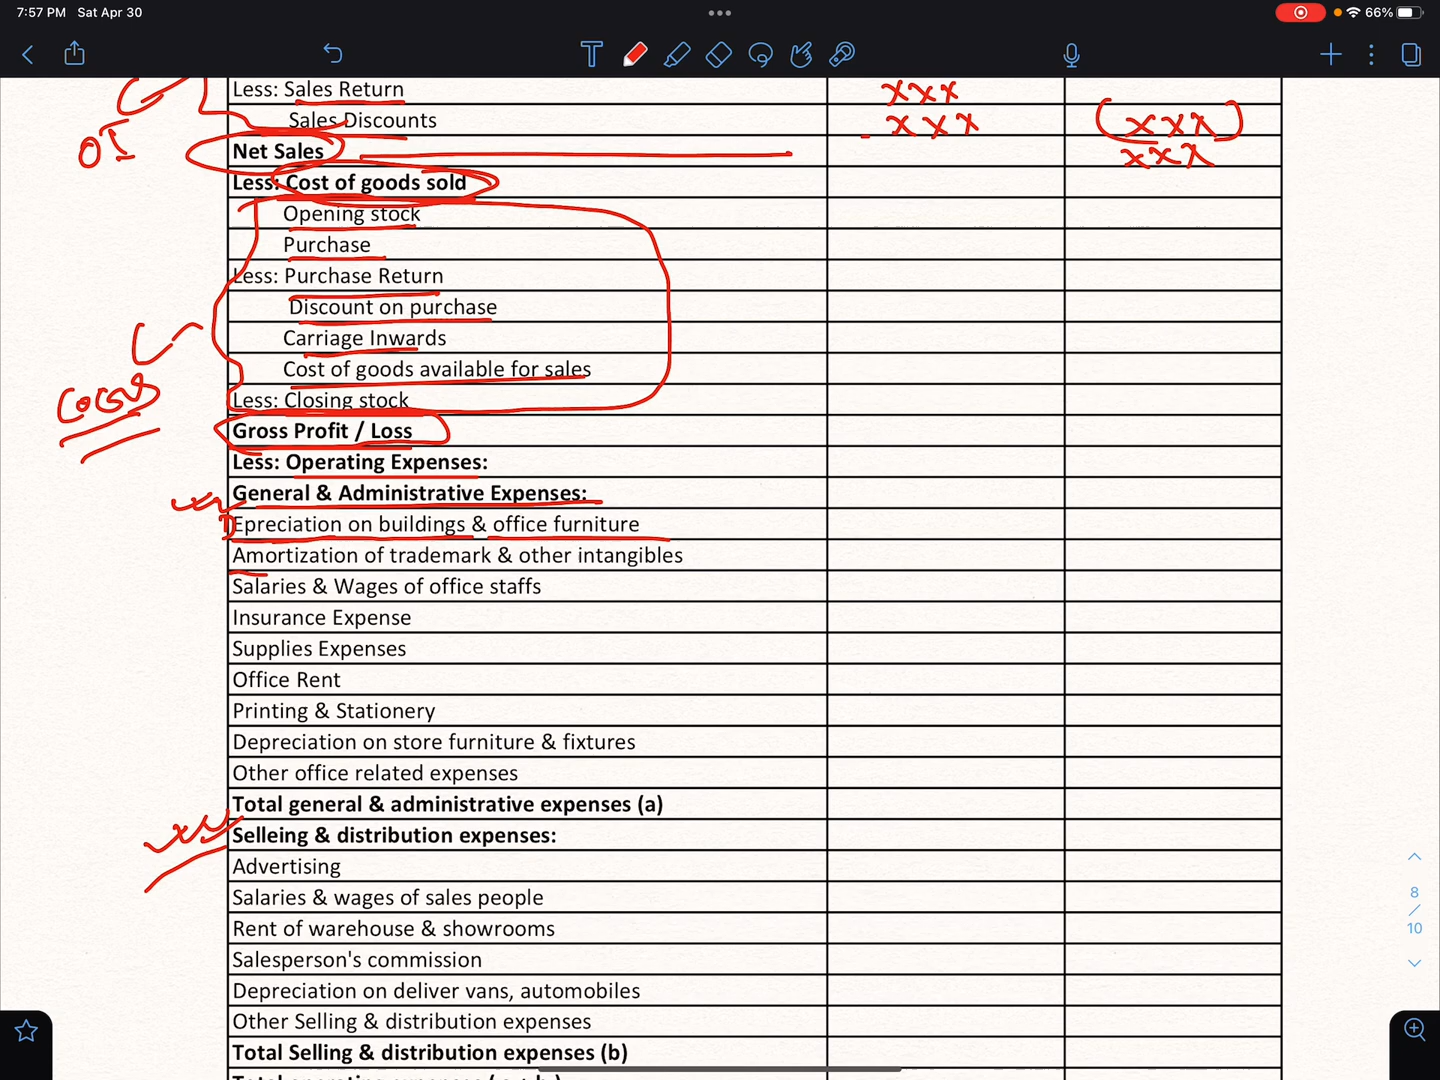 7:57 PM Sat Apr 30
66%
Less: Sales Return xxx
Sales Discounts - xxx (xxx)
OI
Net Sales xxx
Less: Cost of goods sold
Opening stock
Purchase
Less: Purchase Return
Discount on purchase
Carriage Inwards
Cost of goods available for sales
COGS
Less: Closing stock
Gross Profit / Loss
Less: Operating Expenses:
General & Administrative Expenses:
DEpreciation on buildings & office furniture
Amortization of trademark & other intangibles
Salaries & Wages of office staffs
Insurance Expense
Supplies Expenses
Office Rent
Printing & Stationery
Depreciation on store furniture & fixtures
Other office related expenses
Total general & administrative expenses (a)
Selleing & distribution expenses:
Advertising
Salaries & wages of sales people
8
/
10
Rent of warehouse & showrooms
Salesperson's commission
Depreciation on deliver vans, automobiles
Other Selling & distribution expenses
Total Selling & distribution expenses (b)